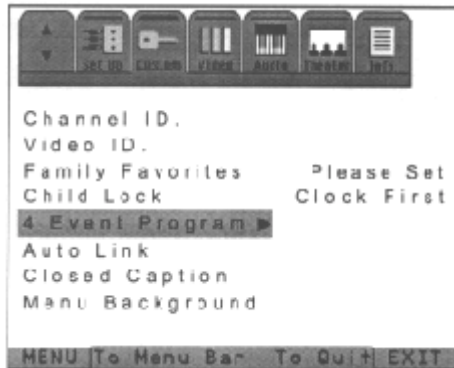 Set Up Custom Video Audio Theater Info
Channel ID.
Video ID.
Family Favorites Please Set
Child Lock Clock First
4 Event Program
Auto Link
Closed Caption
Menu Background
MENU To Menu Bar To Quit EXIT